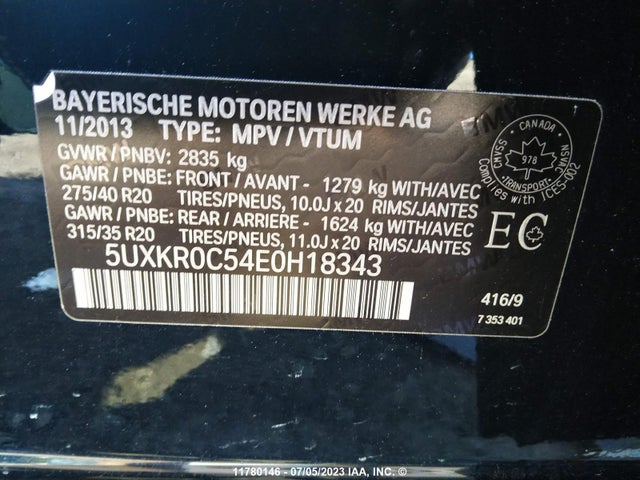 BAYERISCHE MOTOREN WERKE AG
11/2013 TYPE: MPV / VTUM
GVWR / PNBV: 2835 kg
GAWR / PNBE: FRONT / AVANT - 1279 kg WITH/AVEC
275/40 R20 TIRES/PNEUS, 10.0J x 20 RIMS/JANTES
GAWR / PNBE: REAR / ARRIERE - 1624 kg WITH/AVEC
315/35 R20 TIRES/PNEUS, 11.0J x 20 RIMS/JANTES
5UXKR0C54E0H18343
CANADA
CMVSS NSVAC
978
TRANSPORT
Complies with ICES-002
EC
416/9
7 353 401
11780146 - 07/05/2023 IAA, INC. ©